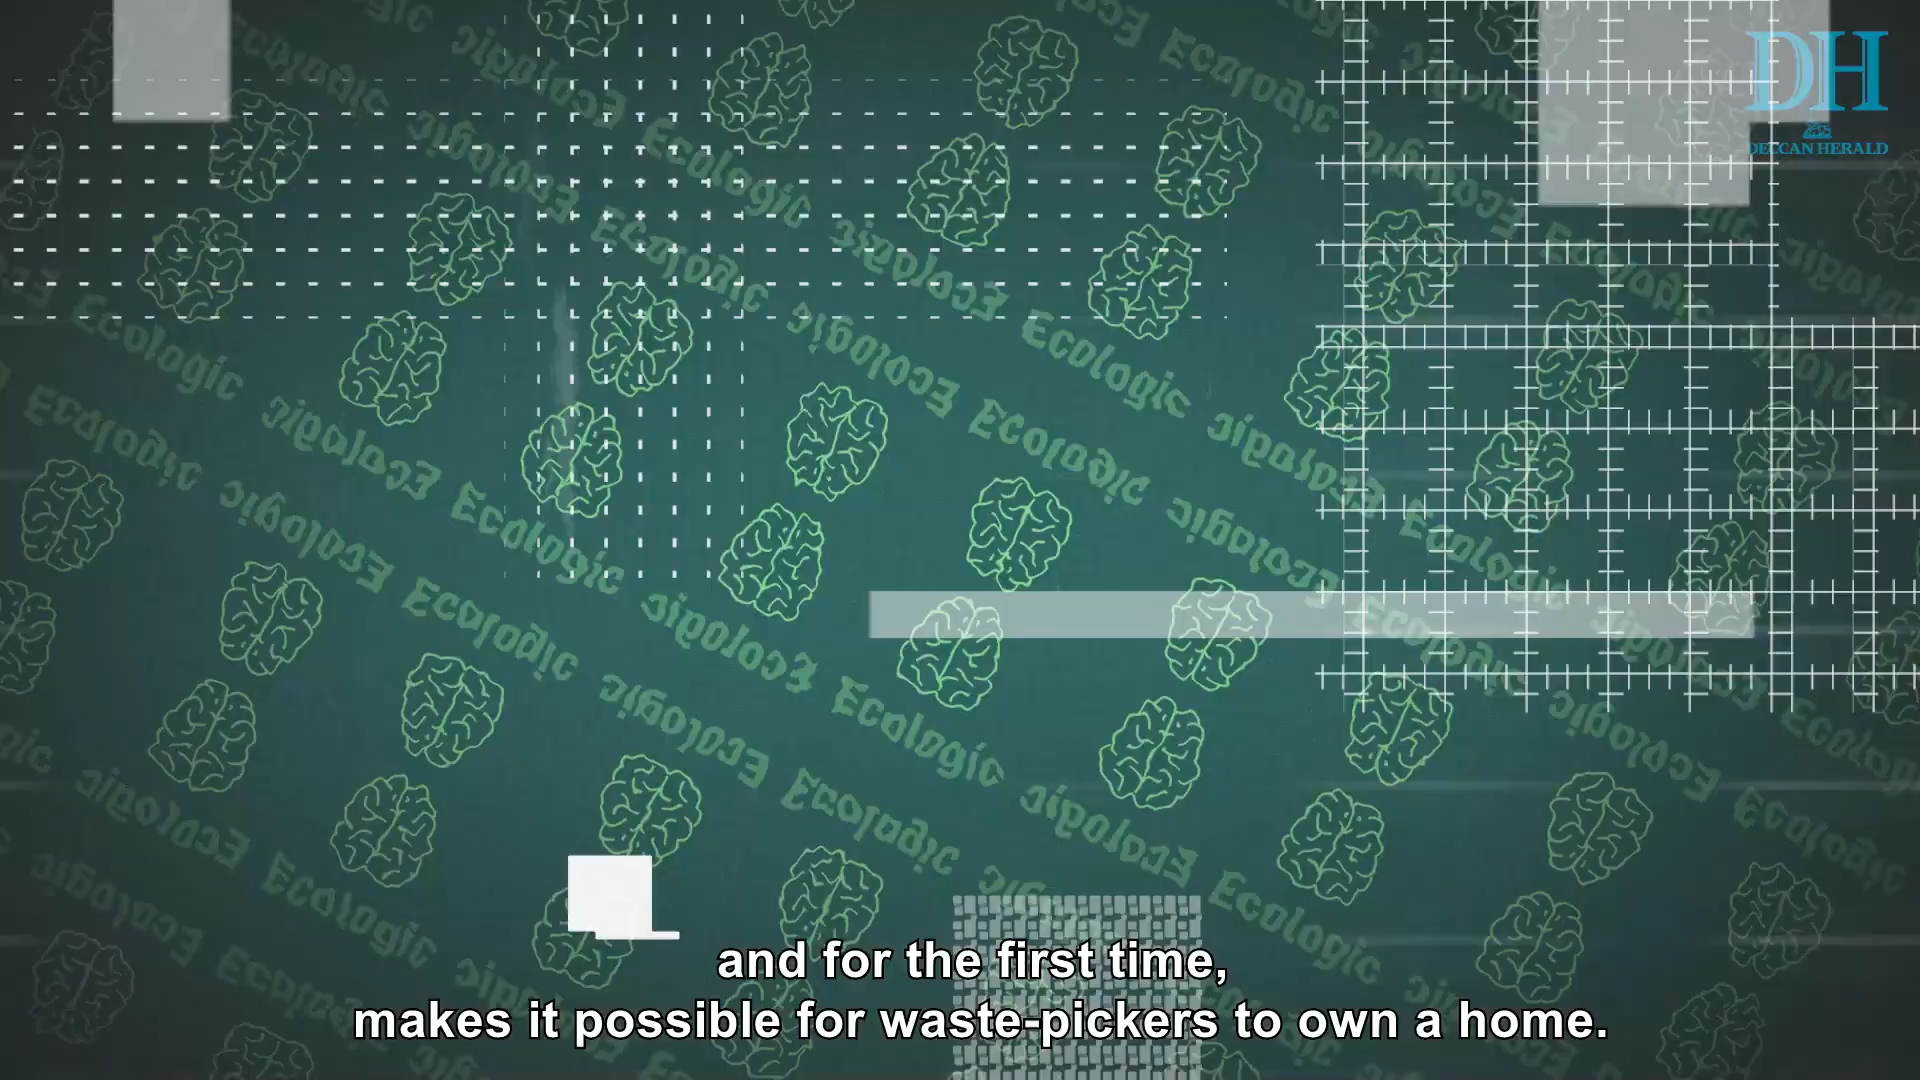 DH
DECCAN HERALD
Ecologic
and for the first time,
makes it possible for waste-pickers to own a home.